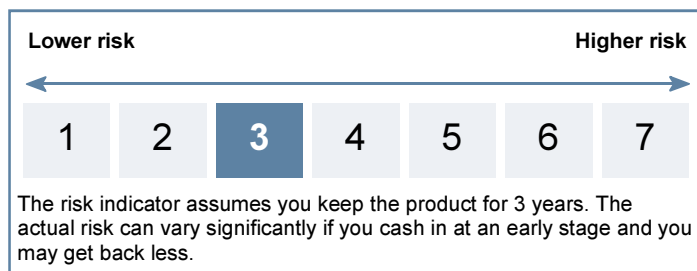 Lower risk Higher risk
1 2 3 4 5 6 7
The risk indicator assumes you keep the product for 3 years. The
actual risk can vary significantly if you cash in at an early stage and you
may get back less.